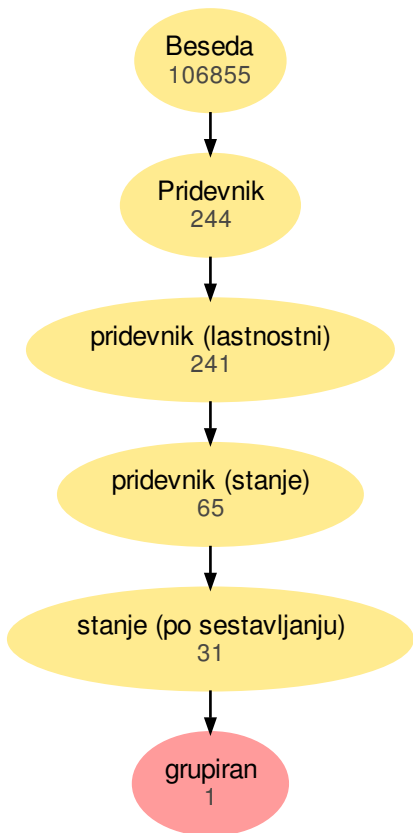 Beseda
106855
Pridevnik
244
pridevnik (lastnostni)
241
pridevnik (stanje)
65
stanje (po sestavljanju)
31
grupiran
1